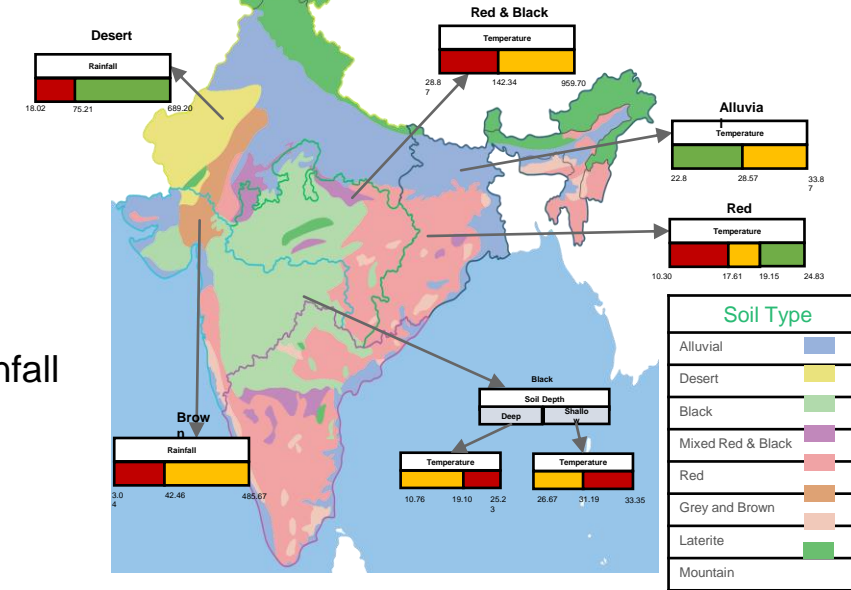 Red & Black
Temperature
28.8
7
142.34
959.70
Desert
Rainfall
18.02
75.21
689.20
Alluvia
l
Temperature
22.8
28.57
33.8
7
Red
Temperature
10.30
17.61
19.15
24.83
nfall
Black
Soil Depth
Deep
Shallo
w
Temperature
10.76
19.10
25.2
3
Temperature
26.67
31.19
33.35
Brow
n
Rainfall
3.0
4
42.46
485.67
Soil Type
Alluvial
Desert
Black
Mixed Red & Black
Red
Grey and Brown
Laterite
Mountain